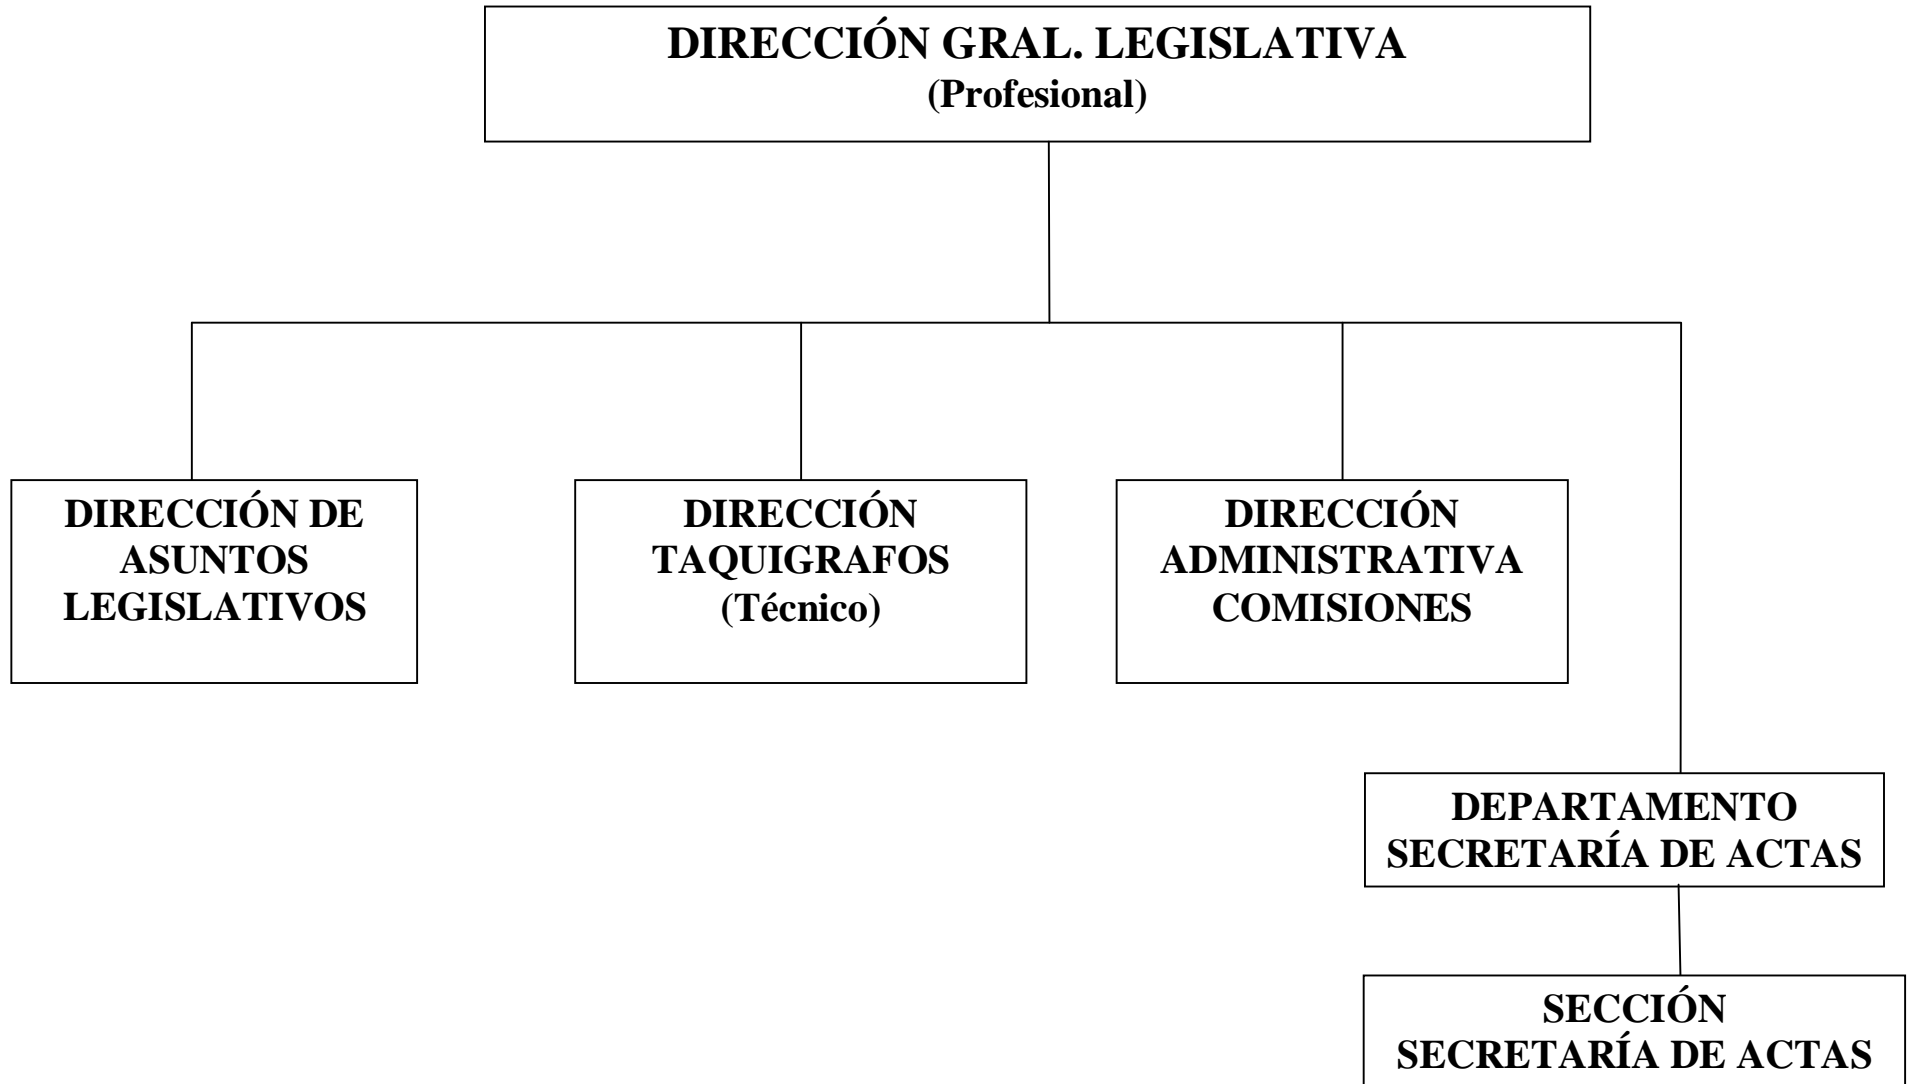 DIRECCIÓN GRAL. LEGISLATIVA
(Profesional)
DIRECCIÓN DE
ASUNTOS
LEGISLATIVOS
DIRECCIÓN
TAQUIGRAFOS
(Técnico)
DIRECCIÓN
ADMINISTRATIVA
COMISIONES
DEPARTAMENTO
SECRETARÍA DE ACTAS
SECCIÓN
SECRETARÍA DE ACTAS